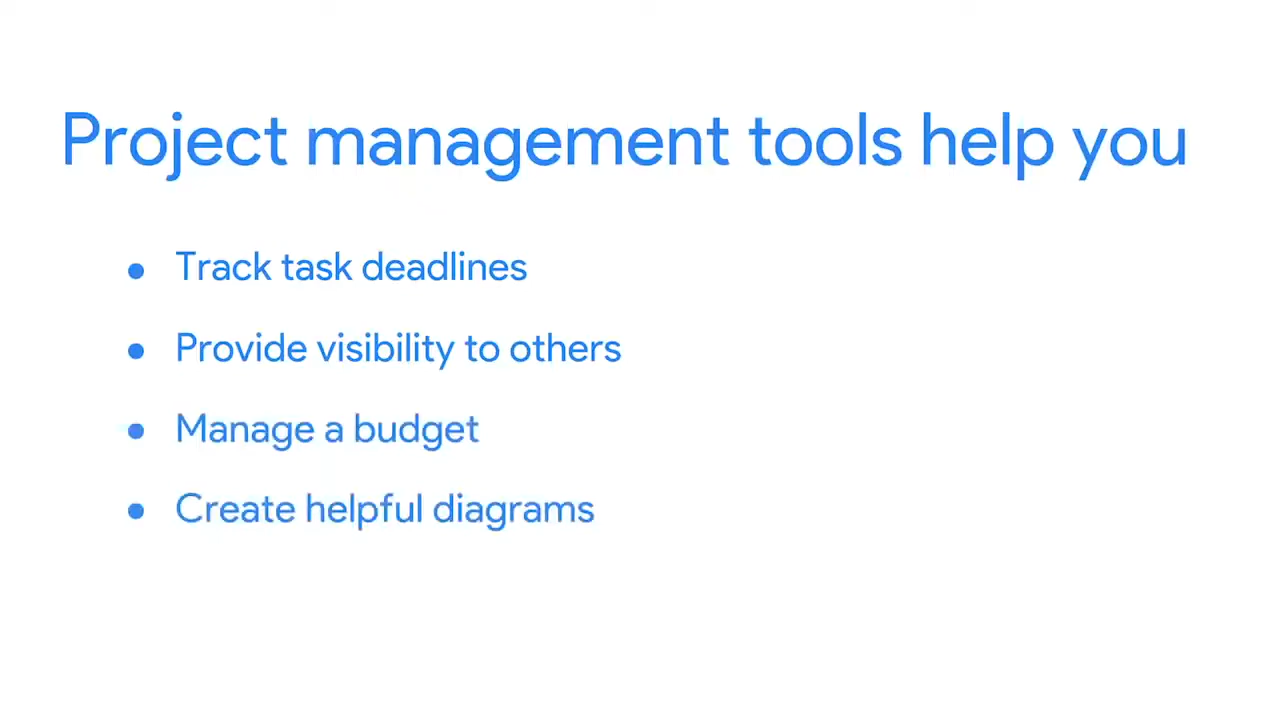 Project management tools help you
• Track task deadlines
• Provide visibility to others
• Manage a budget
• Create helpful diagrams